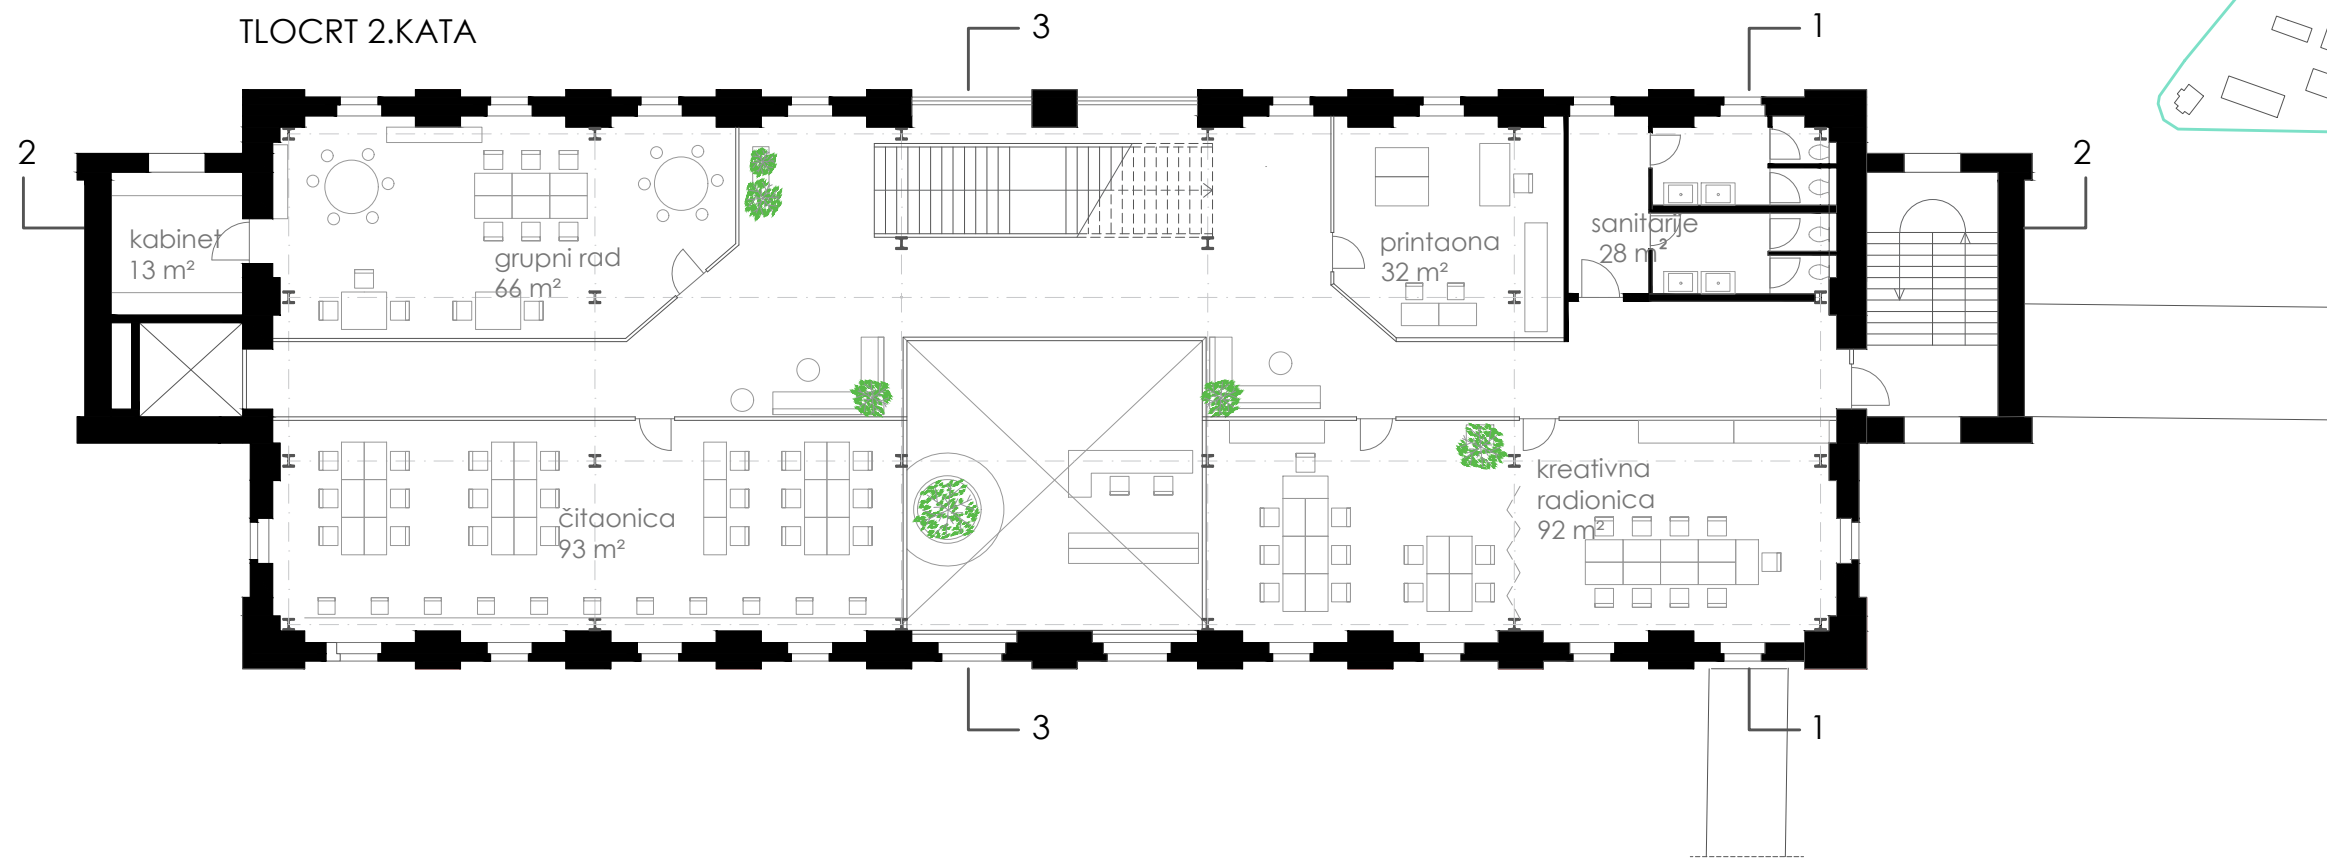 TLOCRT 2.KATA
3
1
2
2
kabinet
13 m²
grupni rad
66 m²
printaona
32 m²
sanitarije
28 m²
čitaonica
93 m²
kreativna
radionica
92 m²
3
1